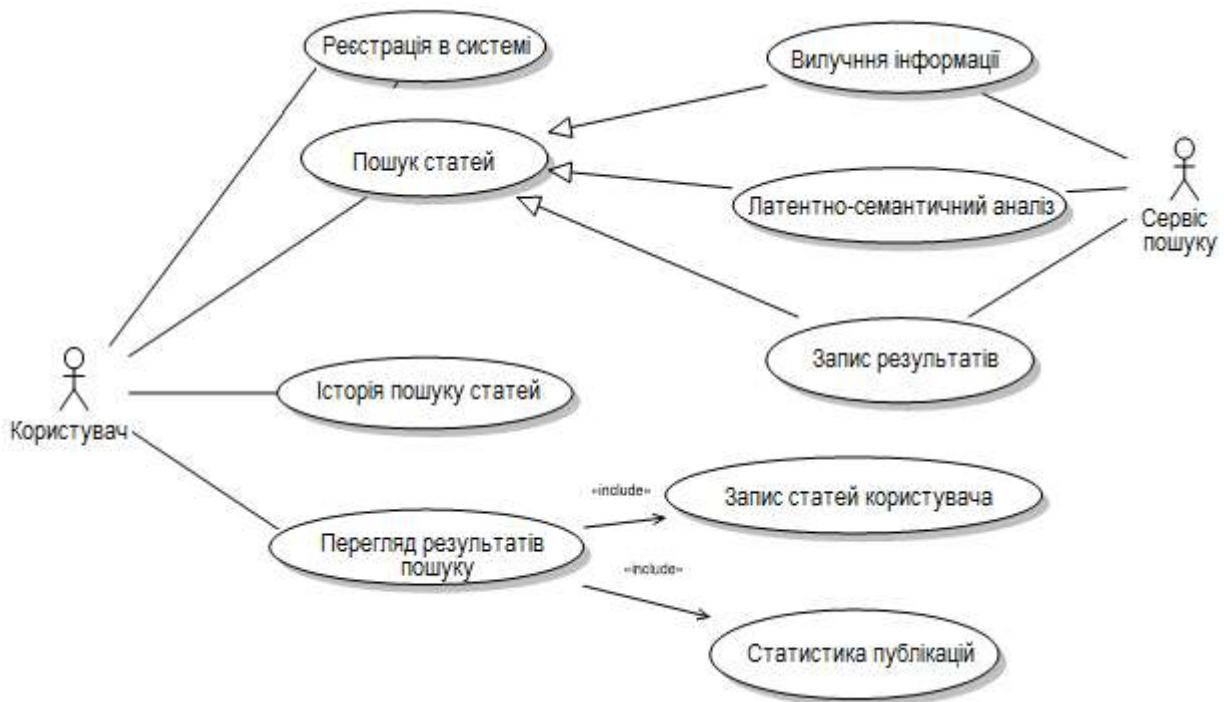 Реєстрація в системі
Вилучння інформації
Пошук статей
Латентно-семантичний аналіз
Сервіс
пошуку
Запис результатів
Історія пошуку статей
Користувач
«include»
Запис статей користувача
Перегляд результатів
пошуку
«include»
Статистика публікацій